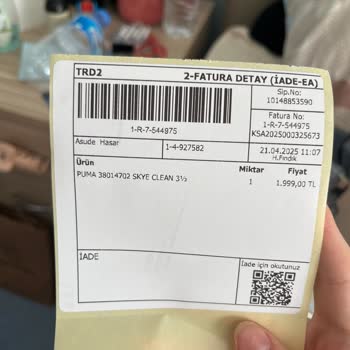 TRD2
2-FATURA DETAY (İADE-EA)
Sip.No:
10148853590
1-R-7-544975
Fatura No:
1-R-7-544975
KSA2025000325673
Asude Hasar
1-4-927582
21.04.2025 11:07
H.Fındık
Ürün Miktar Fiyat
PUMA 38014702 SKYE CLEAN 3½ 1 1.999,00 TL
İADE
İade için okutunuz